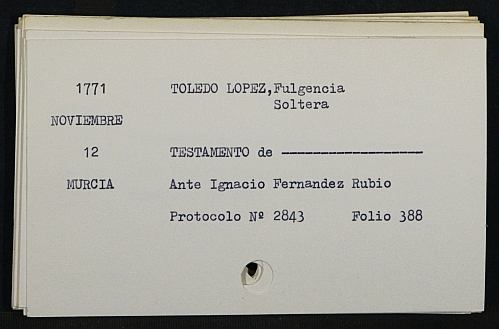 1771 TOLEDO LOPEZ,Fulgencia
Soltera
NOVIEMBRE
12 TESTAMENTO de ------------------
MURCIA Ante Ignacio Fernandez Rubio
Protocolo Nº 2843 Folio 388